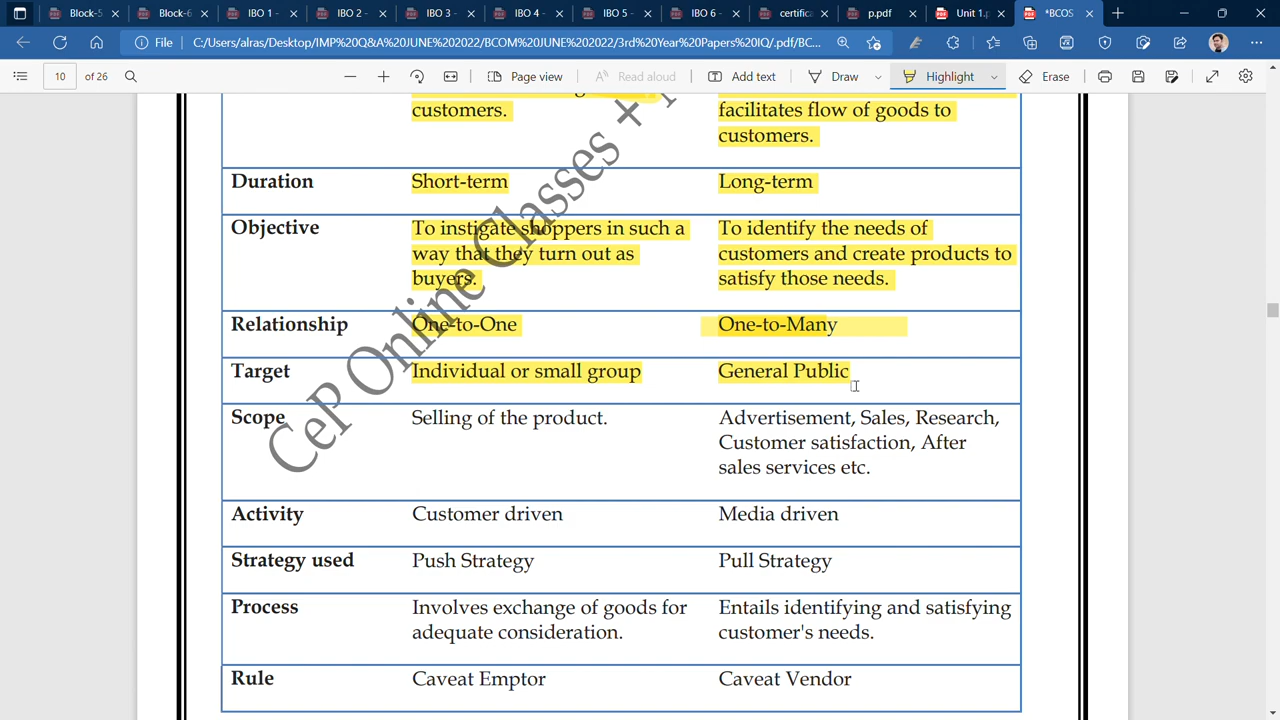 Block-5
Block-6
IBO 1 -
IBO 2 -
IBO 3 -
IBO 4 -
IBO 5 -
IBO 6 -
certifica
p.pdf
Unit 1.p
*BCOS
File
C:/Users/alras/Desktop/IMP%20Q&A%20JUNE%202022/BCOM%20JUNE%202022/3rd%20Year%20Papers%20IQ/.pdf/BC...
10 of 26
Page view
Read aloud
Add text
Draw
Highlight
Erase
customers.
facilitates flow of goods to
customers.
Duration Short-term Long-term
Objective To instigate shoppers in such a To identify the needs of
way that they turn out as customers and create products to
buyers. satisfy those needs.
Relationship One-to-One One-to-Many
Target Individual or small group General Public
Scope Selling of the product. Advertisement, Sales, Research,
Customer satisfaction, After
sales services etc.
Activity Customer driven Media driven
Strategy used Push Strategy Pull Strategy
Process Involves exchange of goods for Entails identifying and satisfying
adequate consideration. customer's needs.
Rule Caveat Emptor Caveat Vendor
CeP Online Classes +